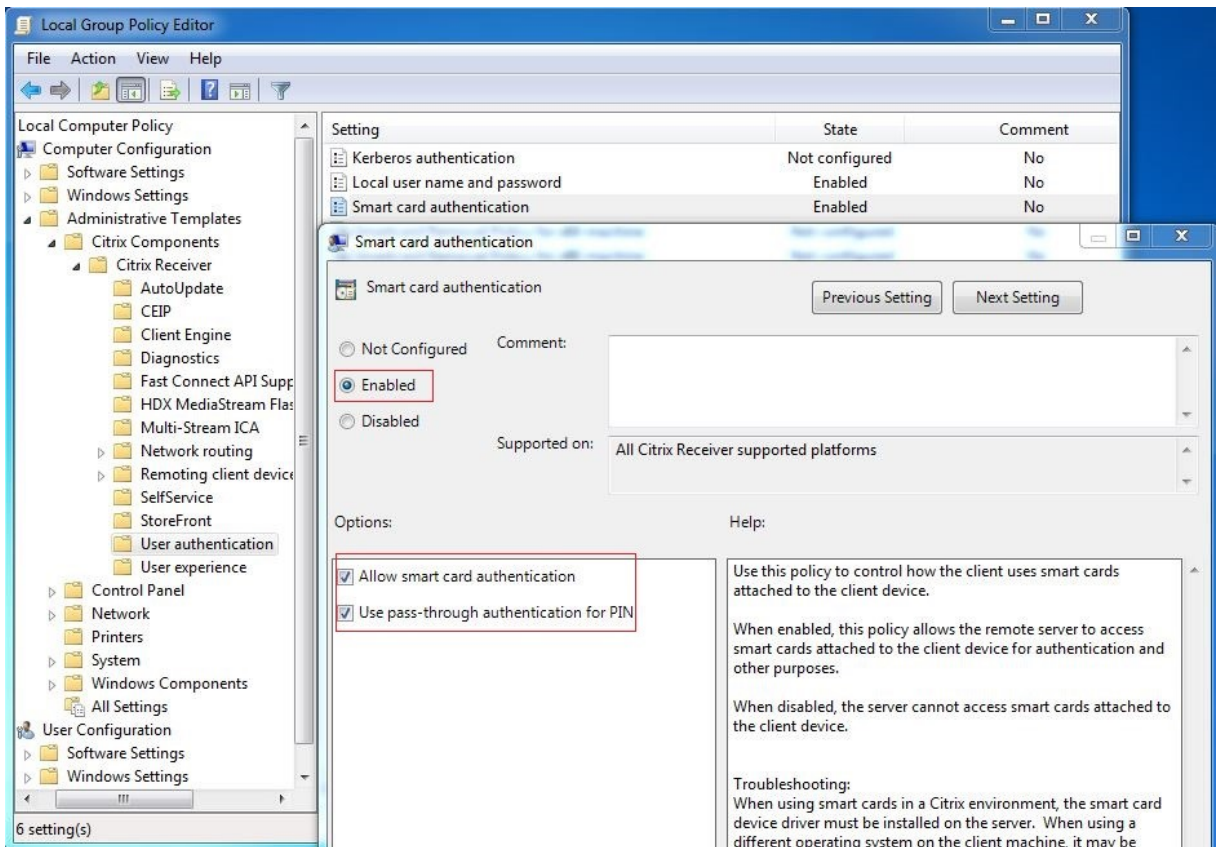 Local Group Policy Editor
File Action View Help
Local Computer Policy
Computer Configuration
Software Settings
Windows Settings
Administrative Templates
Citrix Components
Citrix Receiver
AutoUpdate
CEIP
Client Engine
Diagnostics
Fast Connect API Supp
HDX MediaStream Flas
Multi-Stream ICA
Network routing
Remoting client device
SelfService
StoreFront
User authentication
User experience
Control Panel
Network
Printers
System
Windows Components
All Settings
User Configuration
Software Settings
Windows Settings
6 setting(s)
Setting State Comment
Kerberos authentication Not configured No
Local user name and password Enabled No
Smart card authentication Enabled No
Smart card authentication
Smart card authentication
Previous Setting Next Setting
Not Configured Comment:
Enabled
Disabled
Supported on: All Citrix Receiver supported platforms
Options: Help:
Allow smart card authentication
Use pass-through authentication for PIN
Use this policy to control how the client uses smart cards
attached to the client device.
When enabled, this policy allows the remote server to access
smart cards attached to the client device for authentication and
other purposes.
When disabled, the server cannot access smart cards attached to
the client device.
Troubleshooting:
When using smart cards in a Citrix environment, the smart card
device driver must be installed on the server. When using a
different operating system on the client machine, it may be